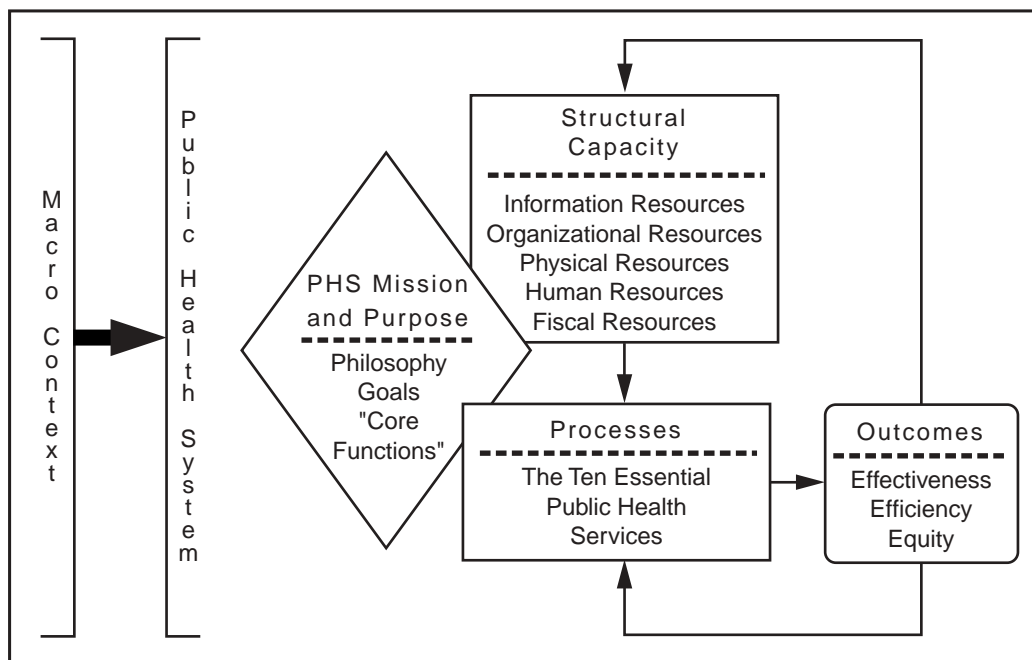 Macro Context
Public Health System
PHS Mission
and Purpose
Philosophy
Goals
"Core
Functions"
Structural
Capacity
Information Resources
Organizational Resources
Physical Resources
Human Resources
Fiscal Resources
Processes
The Ten Essential
Public Health
Services
Outcomes
Effectiveness
Efficiency
Equity